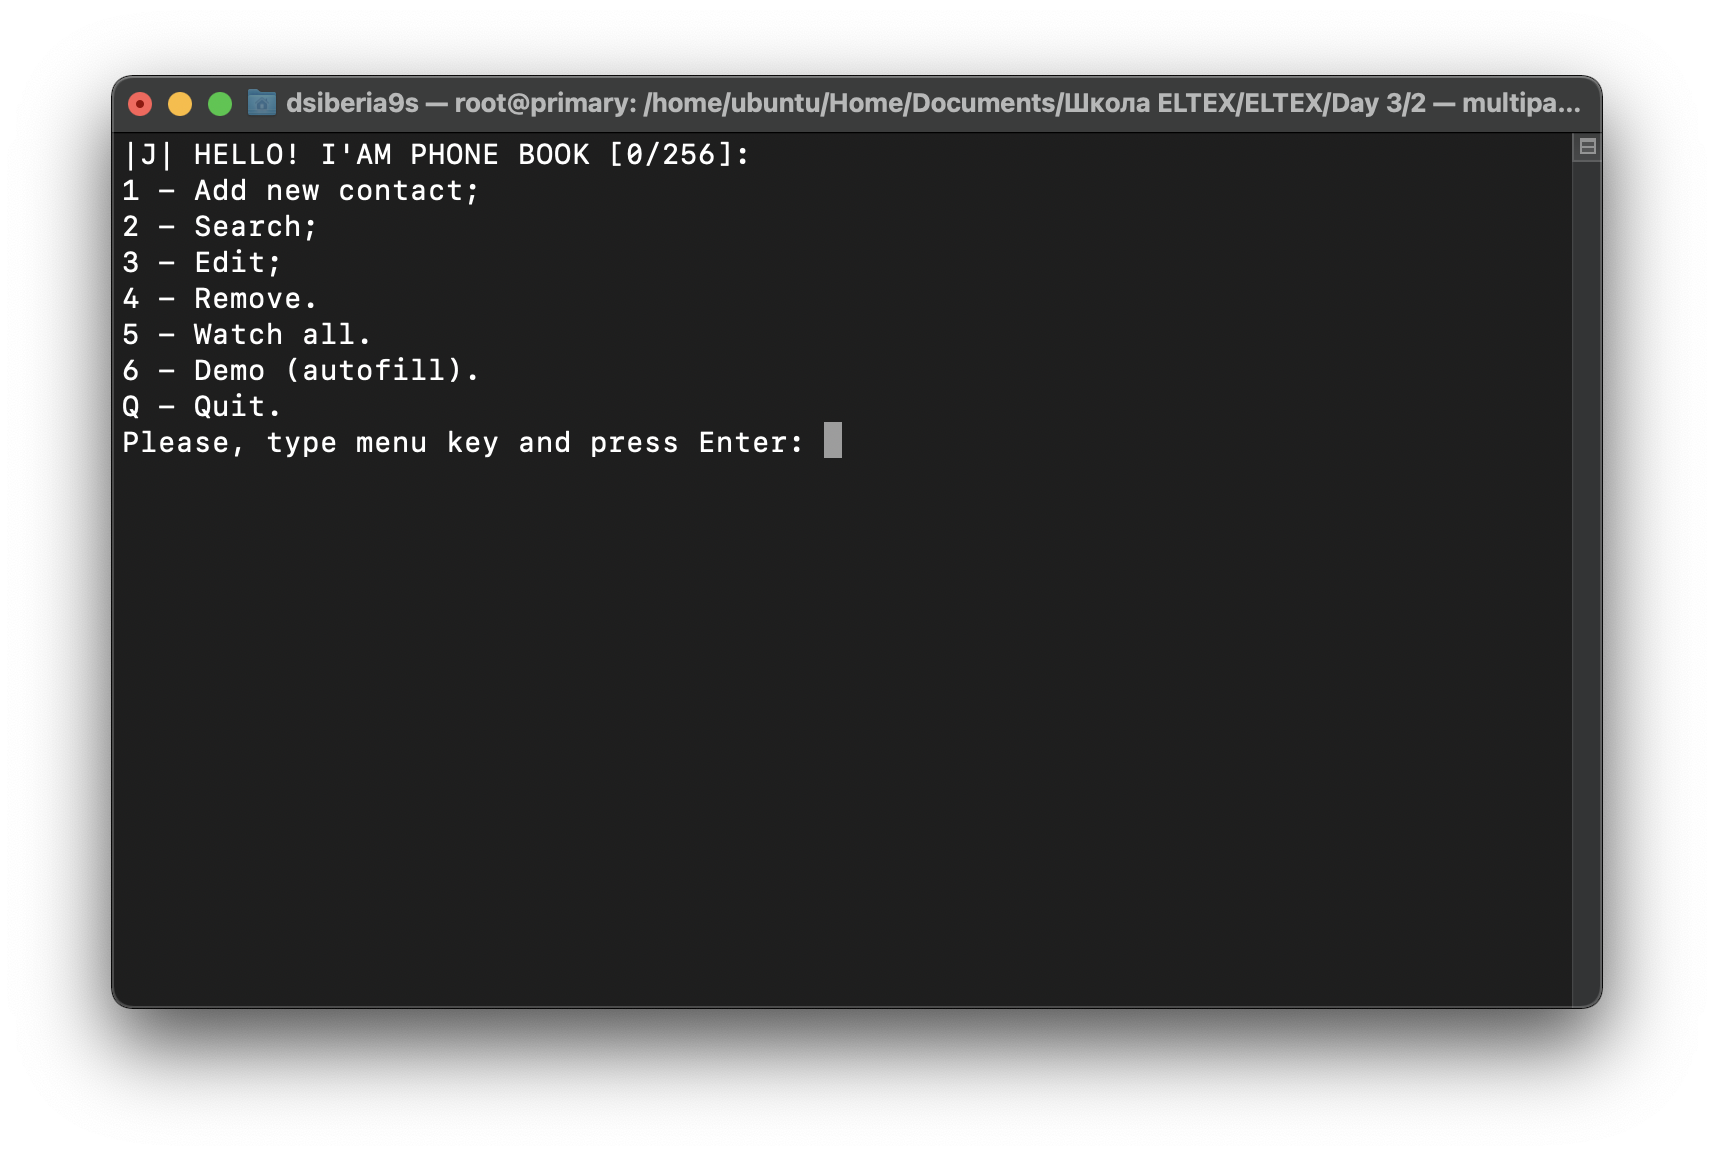 dsiberia9s — root@primary: /home/ubuntu/Home/Documents/Школа ELTEX/ELTEX/Day 3/2 — multipa...
|J| HELLO! I'AM PHONE BOOK [0/256]:
1 – Add new contact;
2 – Search;
3 – Edit;
4 – Remove.
5 – Watch all.
6 – Demo (autofill).
Q – Quit.
Please, type menu key and press Enter: